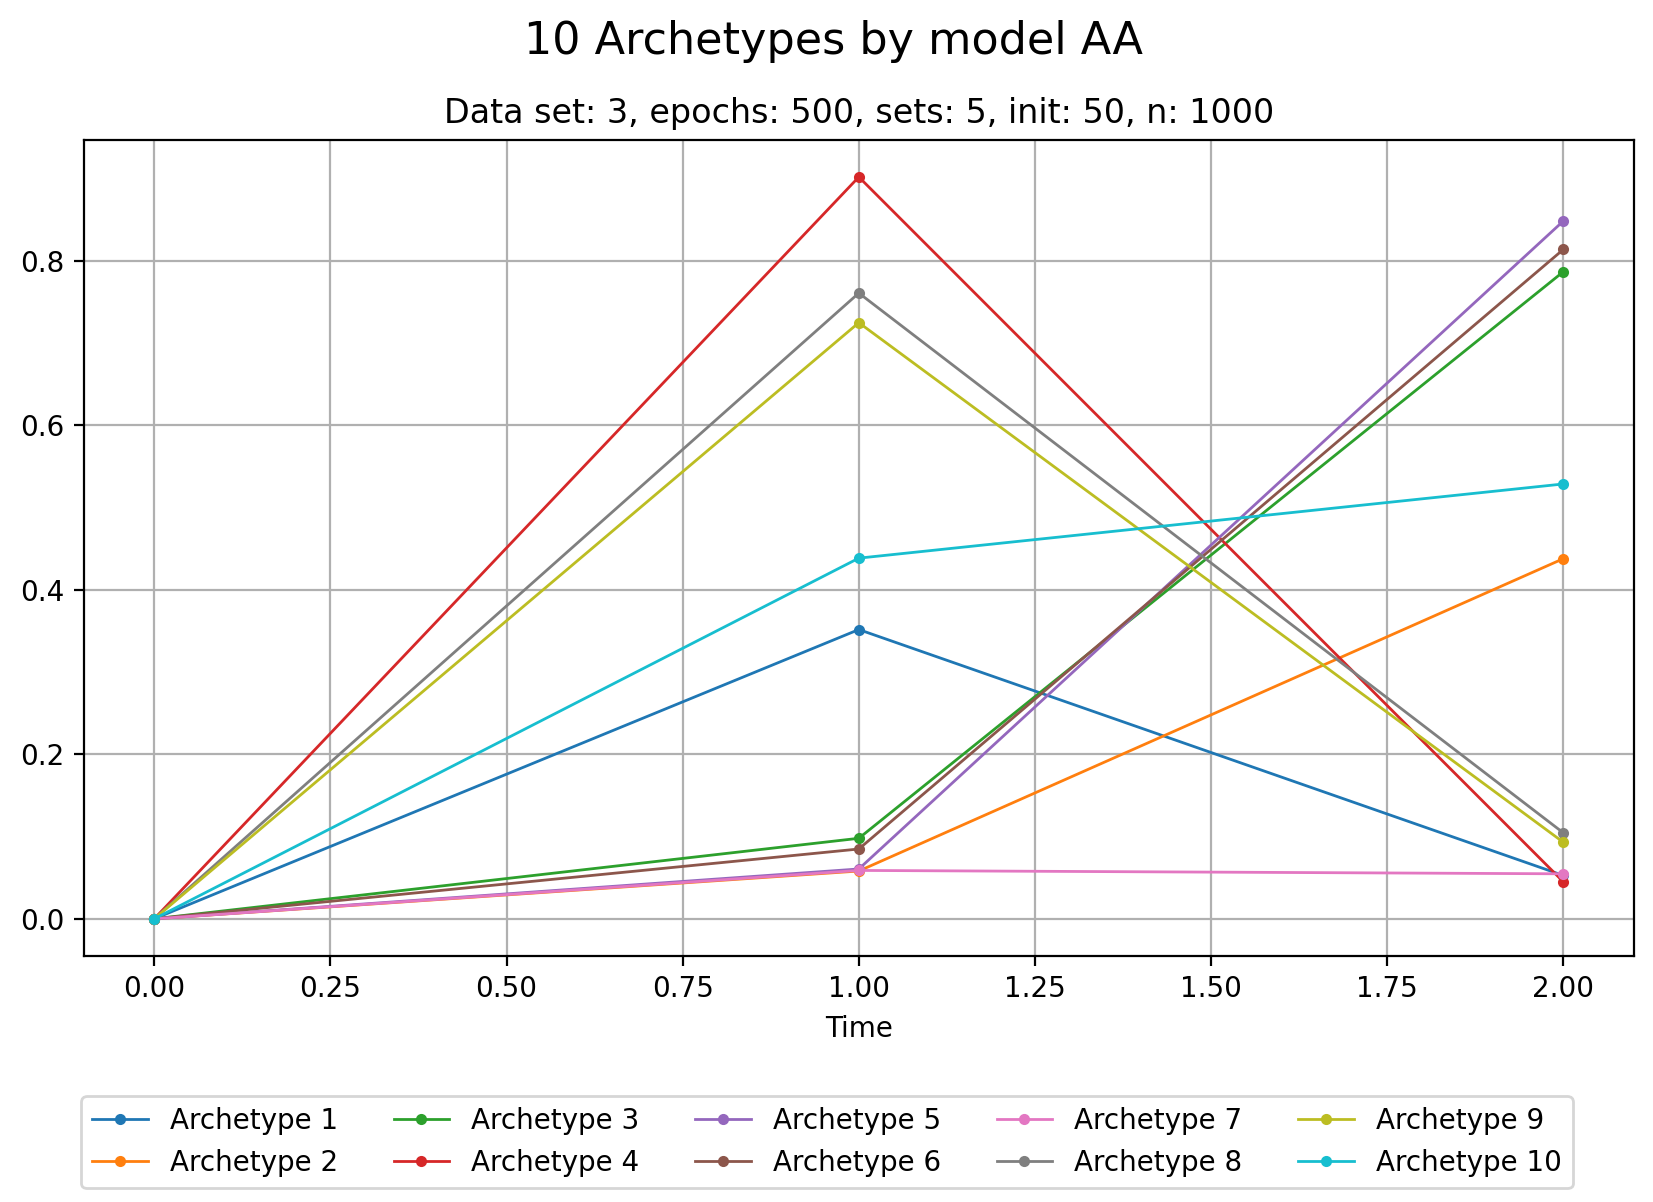 10 Archetypes by model AA
Data set: 3, epochs: 500, sets: 5, init: 50, n: 1000
0.8
0.6
0.4
0.2
0.0
0.00 0.25 0.50 0.75 1.00 1.25 1.50 1.75 2.00
Time
Archetype 1 Archetype 3 Archetype 5 Archetype 7 Archetype 9
Archetype 2 Archetype 4 Archetype 6 Archetype 8 Archetype 10